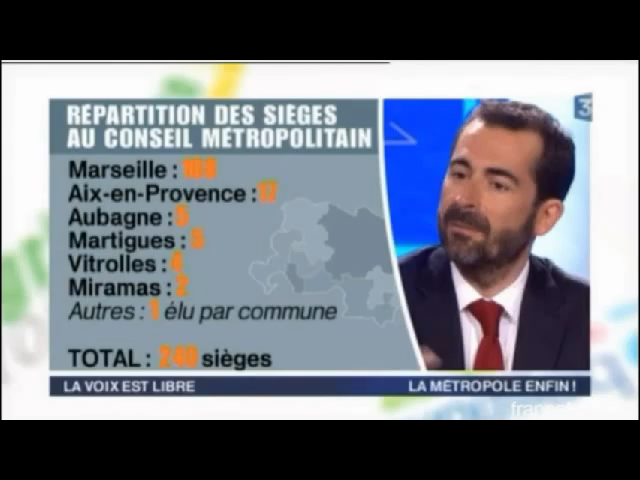 RÉPARTITION DES SIÈGES
AU CONSEIL MÉTROPOLITAIN
Marseille : 108
Aix-en-Provence : 17
Aubagne : 5
Martigues : 5
Vitrolles : 4
Miramas : 2
Autres : 1 élu par commune
TOTAL : 240 sièges
3
LA VOIX EST LIBRE
LA MÉTROPOLE ENFIN !